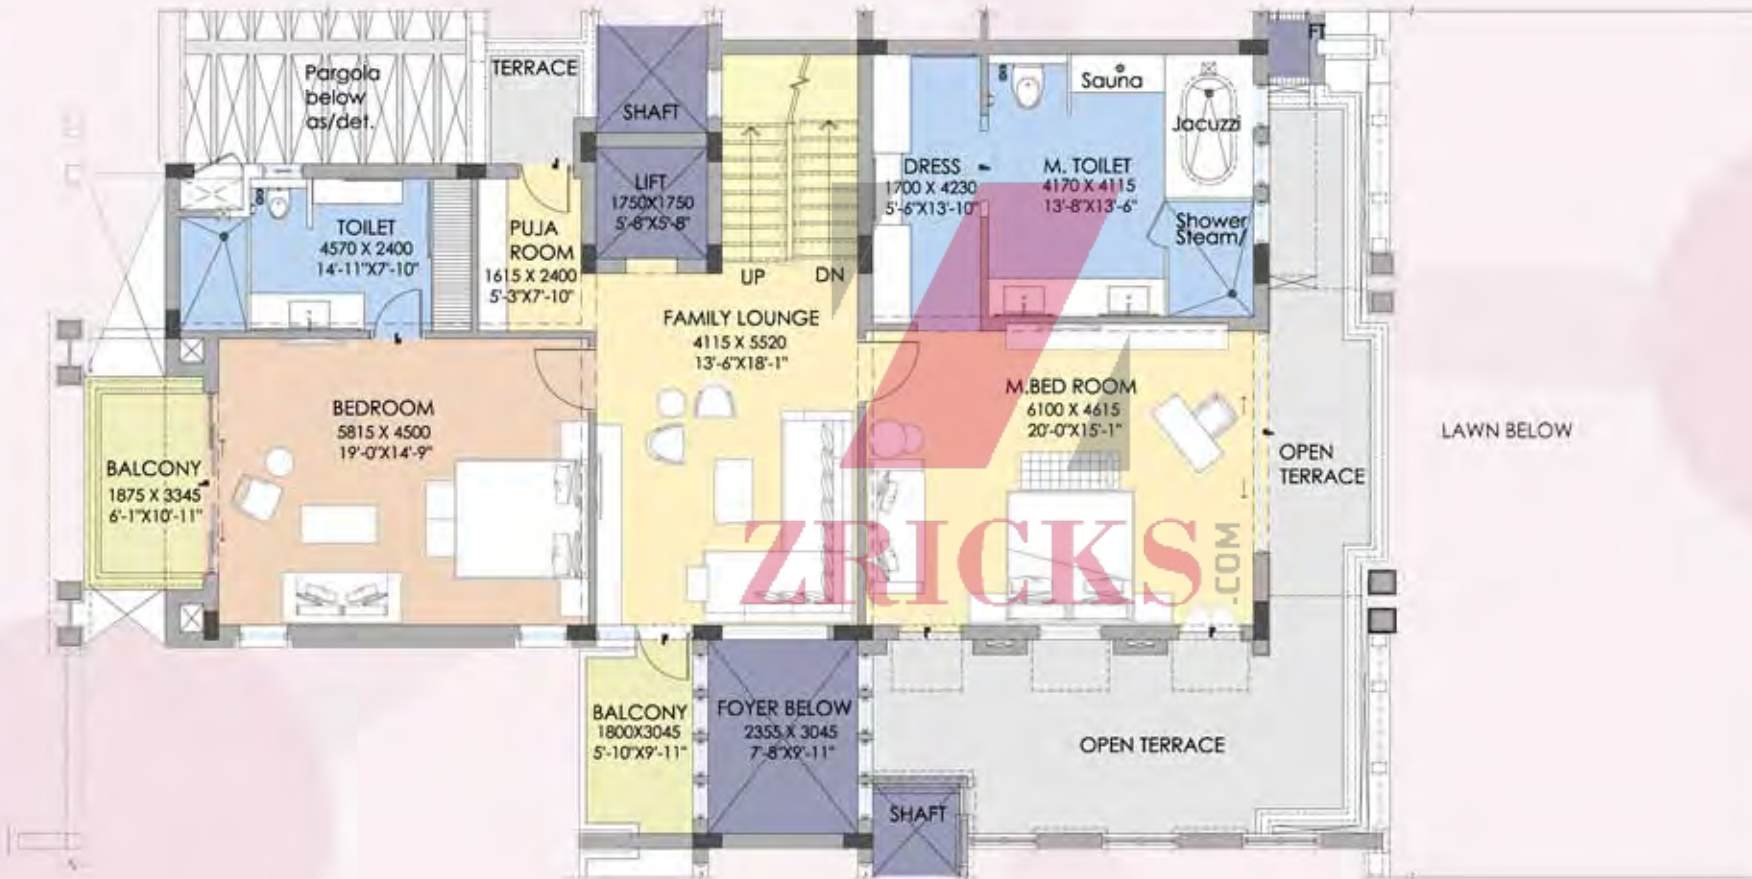 Pargola
below
as/det.
TERRACE
SHAFT
LIFT
1750X1750
5'-8"X5'-8"
UP
DN
DRESS
1700 X 4230
5'-6"X13'-10"
Sauna
Jacuzzi
FT
M. TOILET
4170 X 4115
13'-8"X13'-6"
Shower
Steam/
TOILET
4570 X 2400
14'-11"X7'-10"
PUJA
ROOM
1615 X 2400
5'-3"X7'-10"
FAMILY LOUNGE
4115 X 5520
13'-6"X18'-1"
BEDROOM
5815 X 4500
19'-0"X14'-9"
M.BED ROOM
6100 X 4615
20'-0"X15'-1"
BALCONY
1875 X 3345
6'-1"X10'-11"
OPEN
TERRACE
LAWN BELOW
ZRICKS
.COM
BALCONY
1800X3045
5'-10"X9'-11"
FOYER BELOW
2355 X 3045
7'-8"X9'-11"
OPEN TERRACE
SHAFT